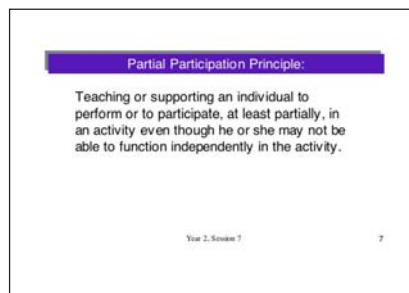 Partial Participation Principle:
Teaching or supporting an individual to
perform or to participate, at least partially, in
an activity even though he or she may not be
able to function independently in the activity.
Year 2, Session 7
7